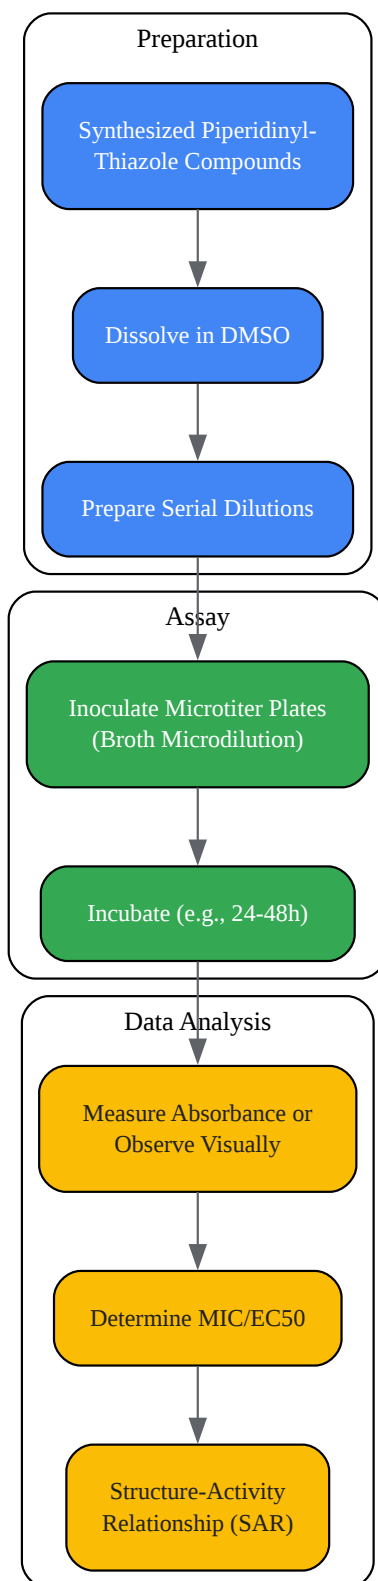 Preparation
Synthesized Piperidinyl-
Thiazole Compounds
Dissolve in DMSO
Prepare Serial Dilutions
Assay
Inoculate Microtiter Plates
(Broth Microdilution)
Incubate (e.g., 24-48h)
Data Analysis
Measure Absorbance or
Observe Visually
Determine MIC/EC50
Structure-Activity
Relationship (SAR)